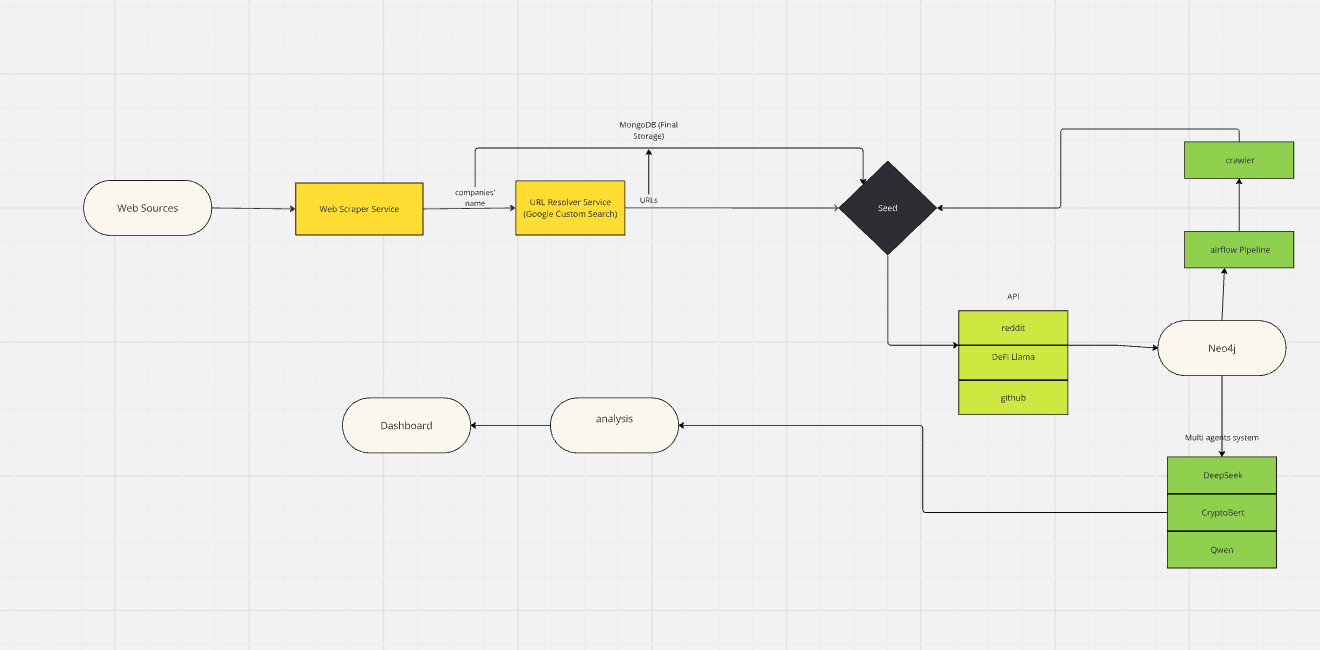 MongoDB (Final
Storage)
Web Sources
Web Scraper Service
companies'
name
URL Resolver Service
(Google Custom Search)
URLs
Seed
crawler
airflow Pipeline
API
reddit
DeFi Llama
github
Neo4j
Multi agents system
DeepSeek
CryptoBert
Qwen
analysis
Dashboard